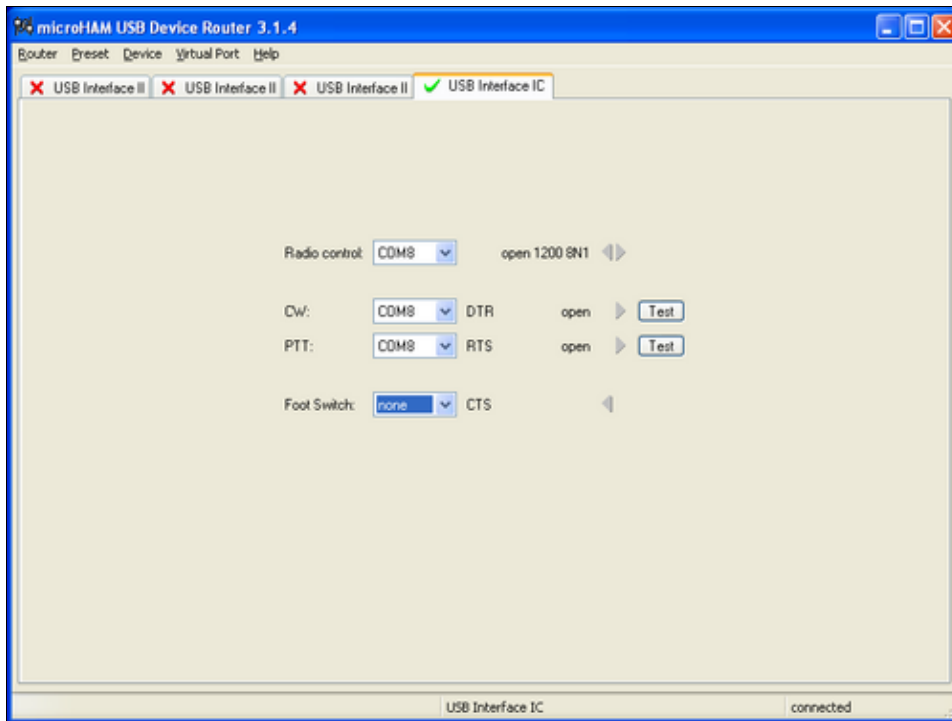 microHAM USB Device Router 3.1.4
Router Preset Device Virtual Port Help
USB Interface II USB Interface II USB Interface II USB Interface IC
Radio control: COM8 open 1200 8N1
CW: COM8 DTR open Test
PTT: COM8 RTS open Test
Foot Switch: none CTS
USB Interface IC connected